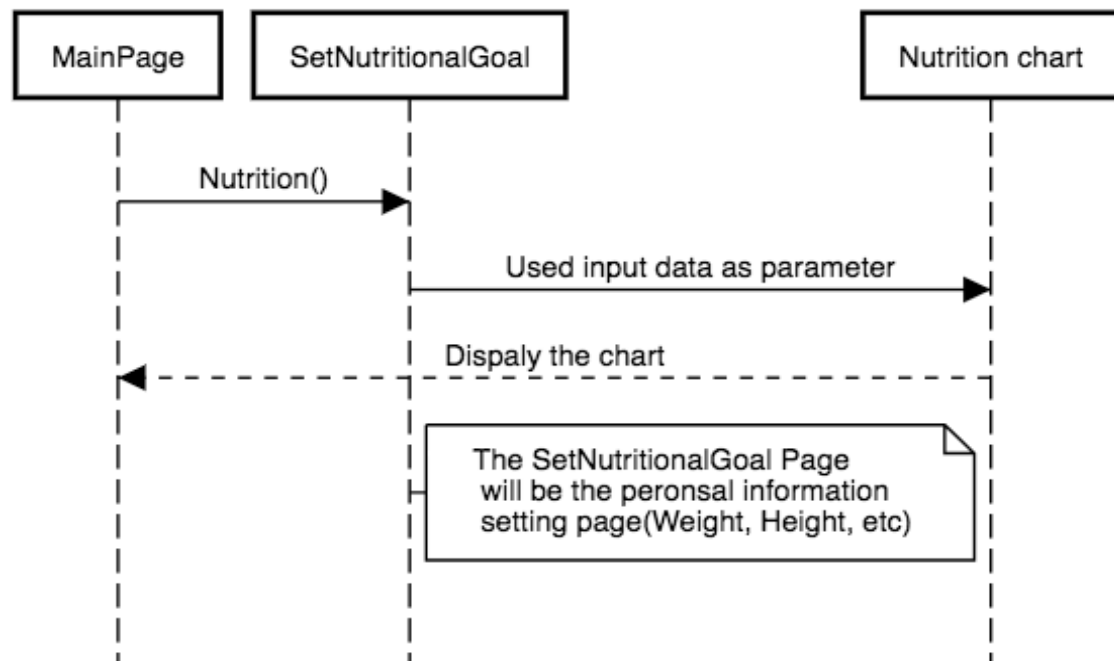 MainPage
SetNutritionalGoal
Nutrition chart
Nutrition()
Used input data as parameter
Dispaly the chart
The SetNutritionalGoal Page
will be the peronsal information
setting page(Weight, Height, etc)